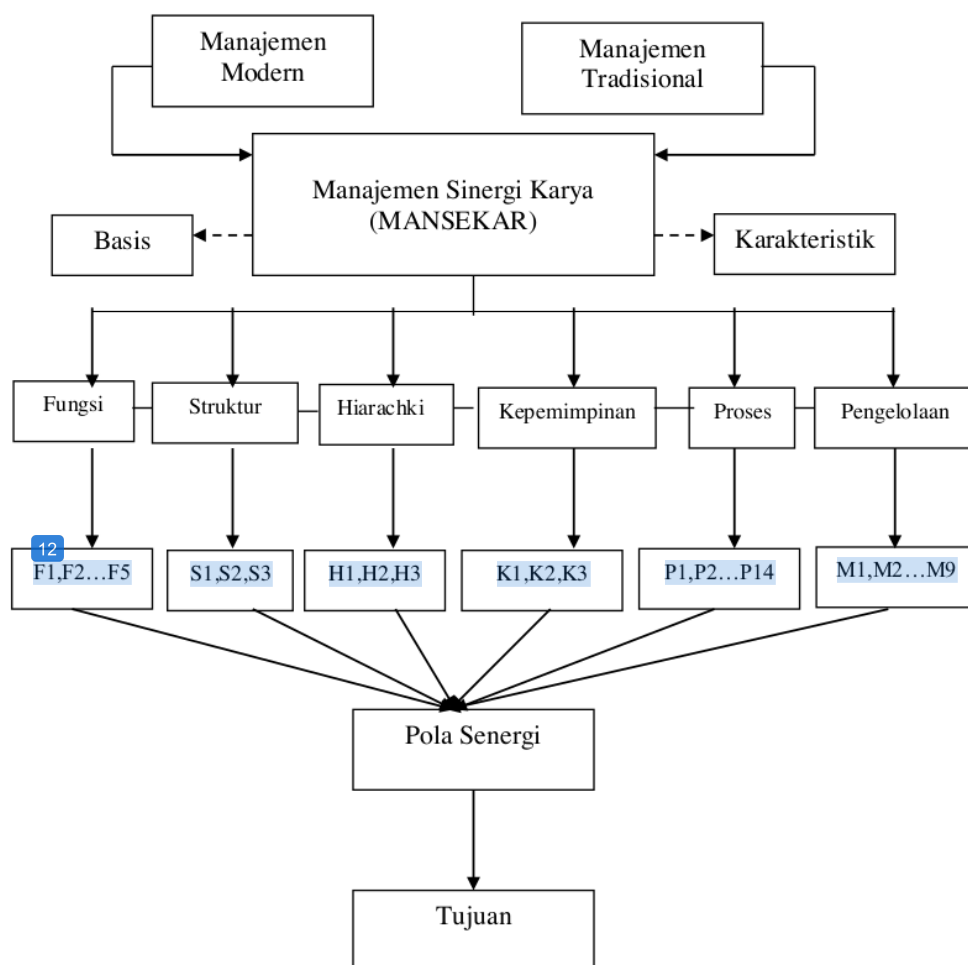 Manajemen
Modern
Manajemen
Tradisional
Manajemen Sinergi Karya
(MANSEKAR)
Basis
Karakteristik
Fungsi
Struktur
Hiarachki
Kepemimpinan
Proses
Pengelolaan
12
F1,F2...F5
S1,S2,S3
H1,H2,H3
K1,K2,K3
P1,P2...P14
M1,M2...M9
Pola Senergi
Tujuan